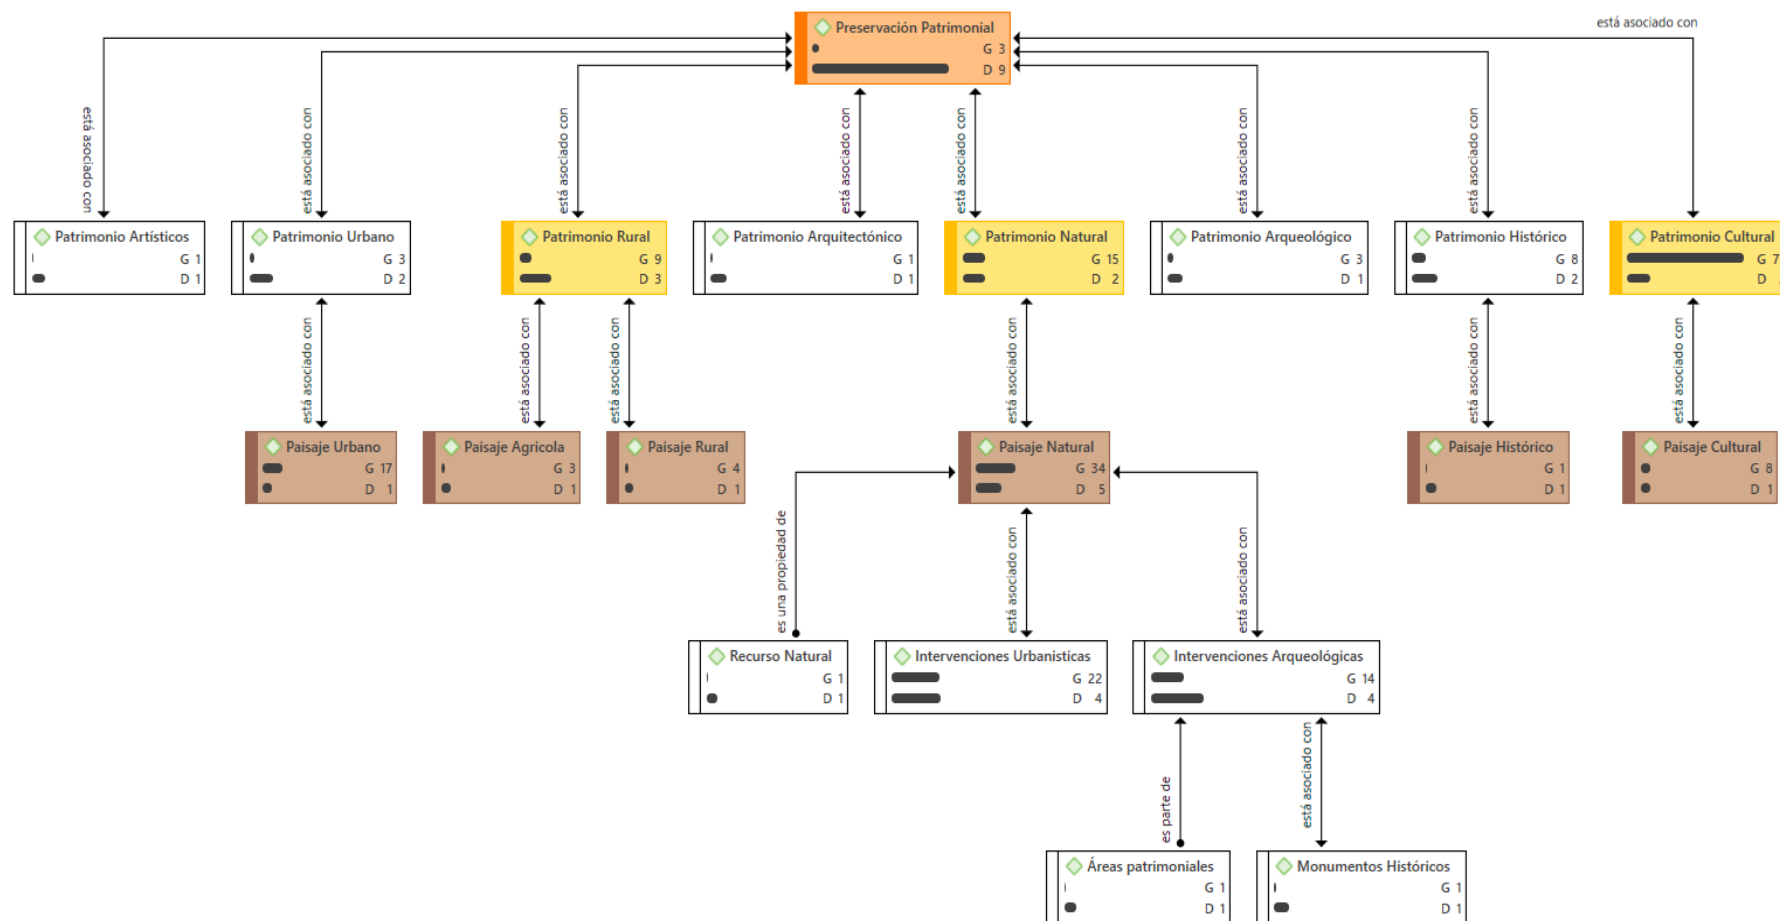 Preservación Patrimonial
G 3
D 9
está asociado con
está asociado con
está asociado con
está asociado con
está asociado con
está asociado con
está asociado con
está asociado con
Patrimonio Artísticos
G 1
D 1
Patrimonio Urbano
G 3
D 2
Patrimonio Rural
G 9
D 3
Patrimonio Arquitectónico
G 1
D 1
Patrimonio Natural
G 15
D 2
Patrimonio Arqueológico
G 3
D 1
Patrimonio Histórico
G 8
D 2
Patrimonio Cultural
G 7
D
está asociado con
está asociado con
está asociado con
está asociado con
está asociado con
está asociado con
Paisaje Urbano
G 17
D 1
Paisaje Agricola
G 3
D 1
Paisaje Rural
G 4
D 1
Paisaje Natural
G 34
D 5
Paisaje Histórico
G 1
D 1
Paisaje Cultural
G 8
D 1
es una propiedad de
está asociado con
está asociado con
Recurso Natural
G 1
D 1
Intervenciones Urbanisticas
G 22
D 4
Intervenciones Arqueológicas
G 14
D 4
es parte de
está asociado con
Áreas patrimoniales
G 1
D 1
Monumentos Históricos
G 1
D 1